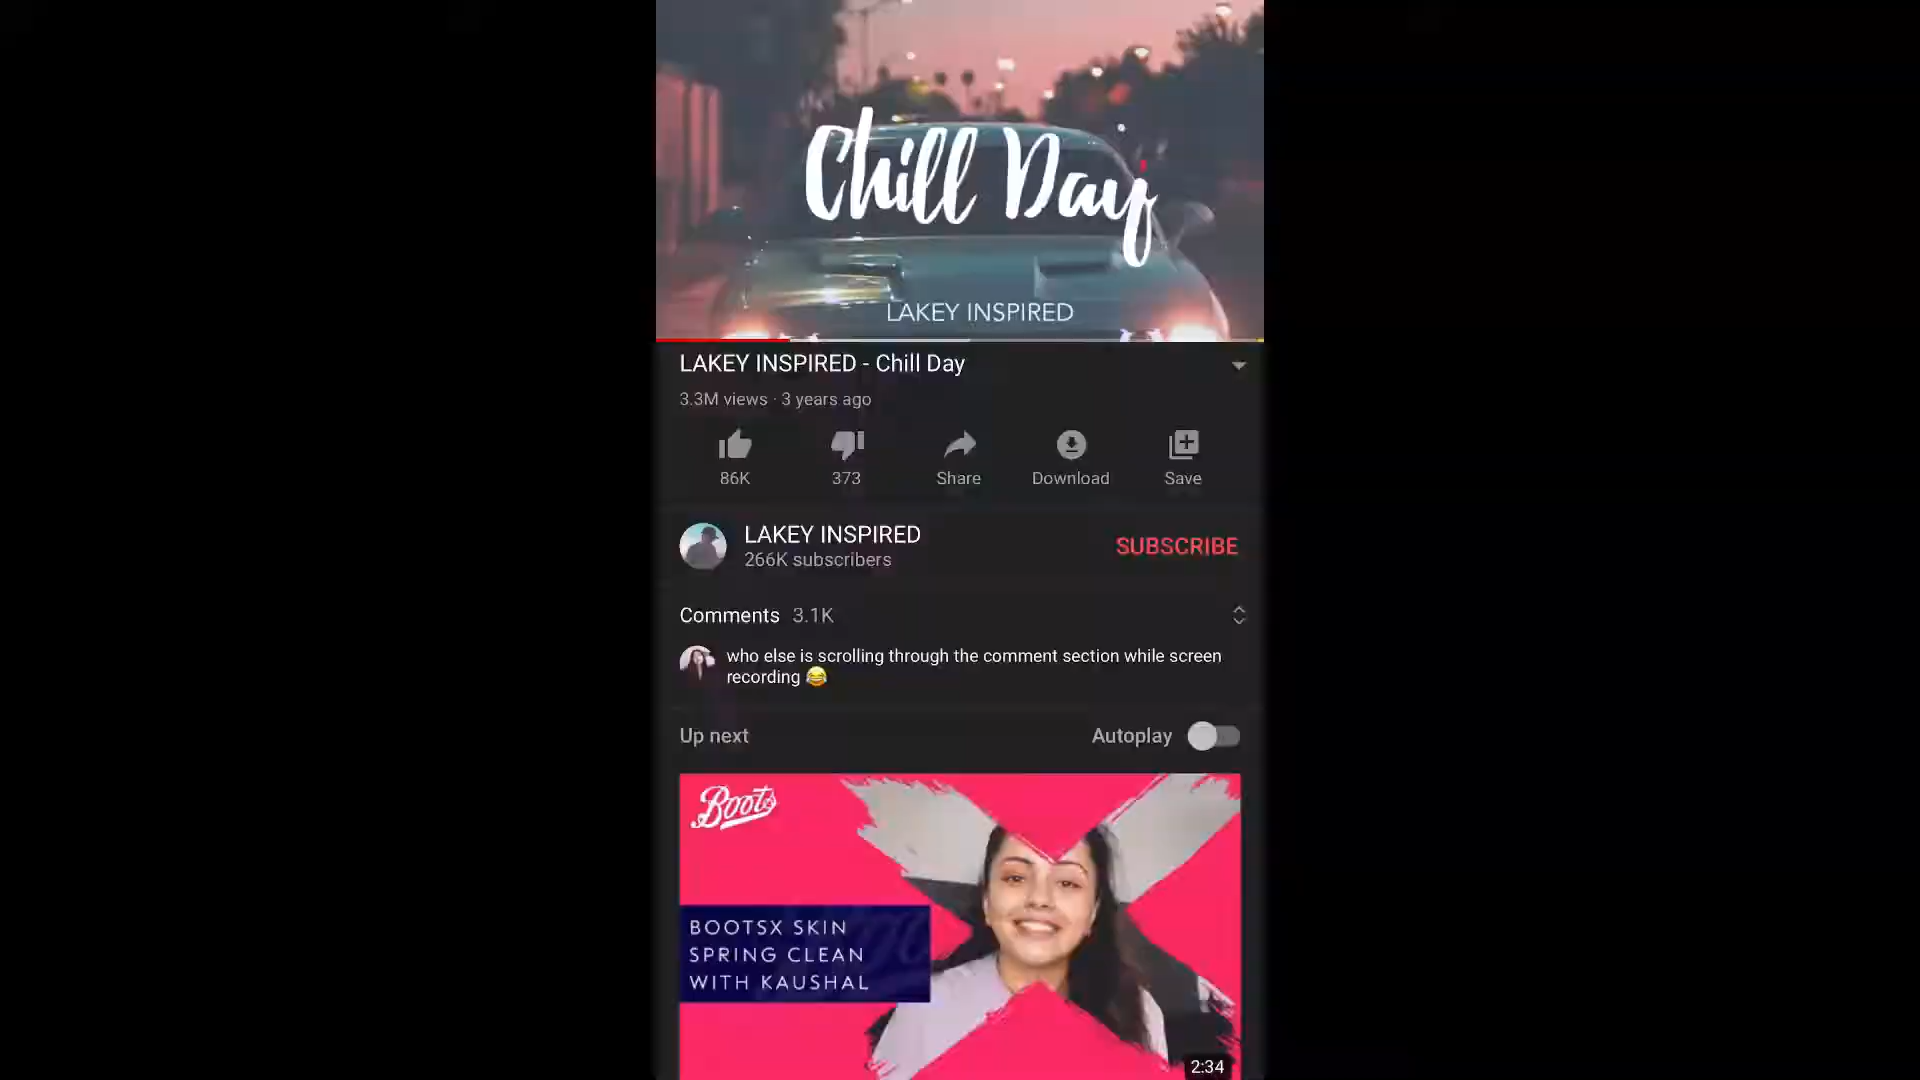 Chill Day
LAKEY INSPIRED
LAKEY INSPIRED - Chill Day
3.3M views · 3 years ago
86K
373
Share
Download
Save
LAKEY INSPIRED
266K subscribers
SUBSCRIBE
Comments 3.1K
who else is scrolling through the comment section while screen
recording 😂
Up next
Autoplay
Boots
BOOTSX SKIN
SPRING CLEAN
WITH KAUSHAL
2:34